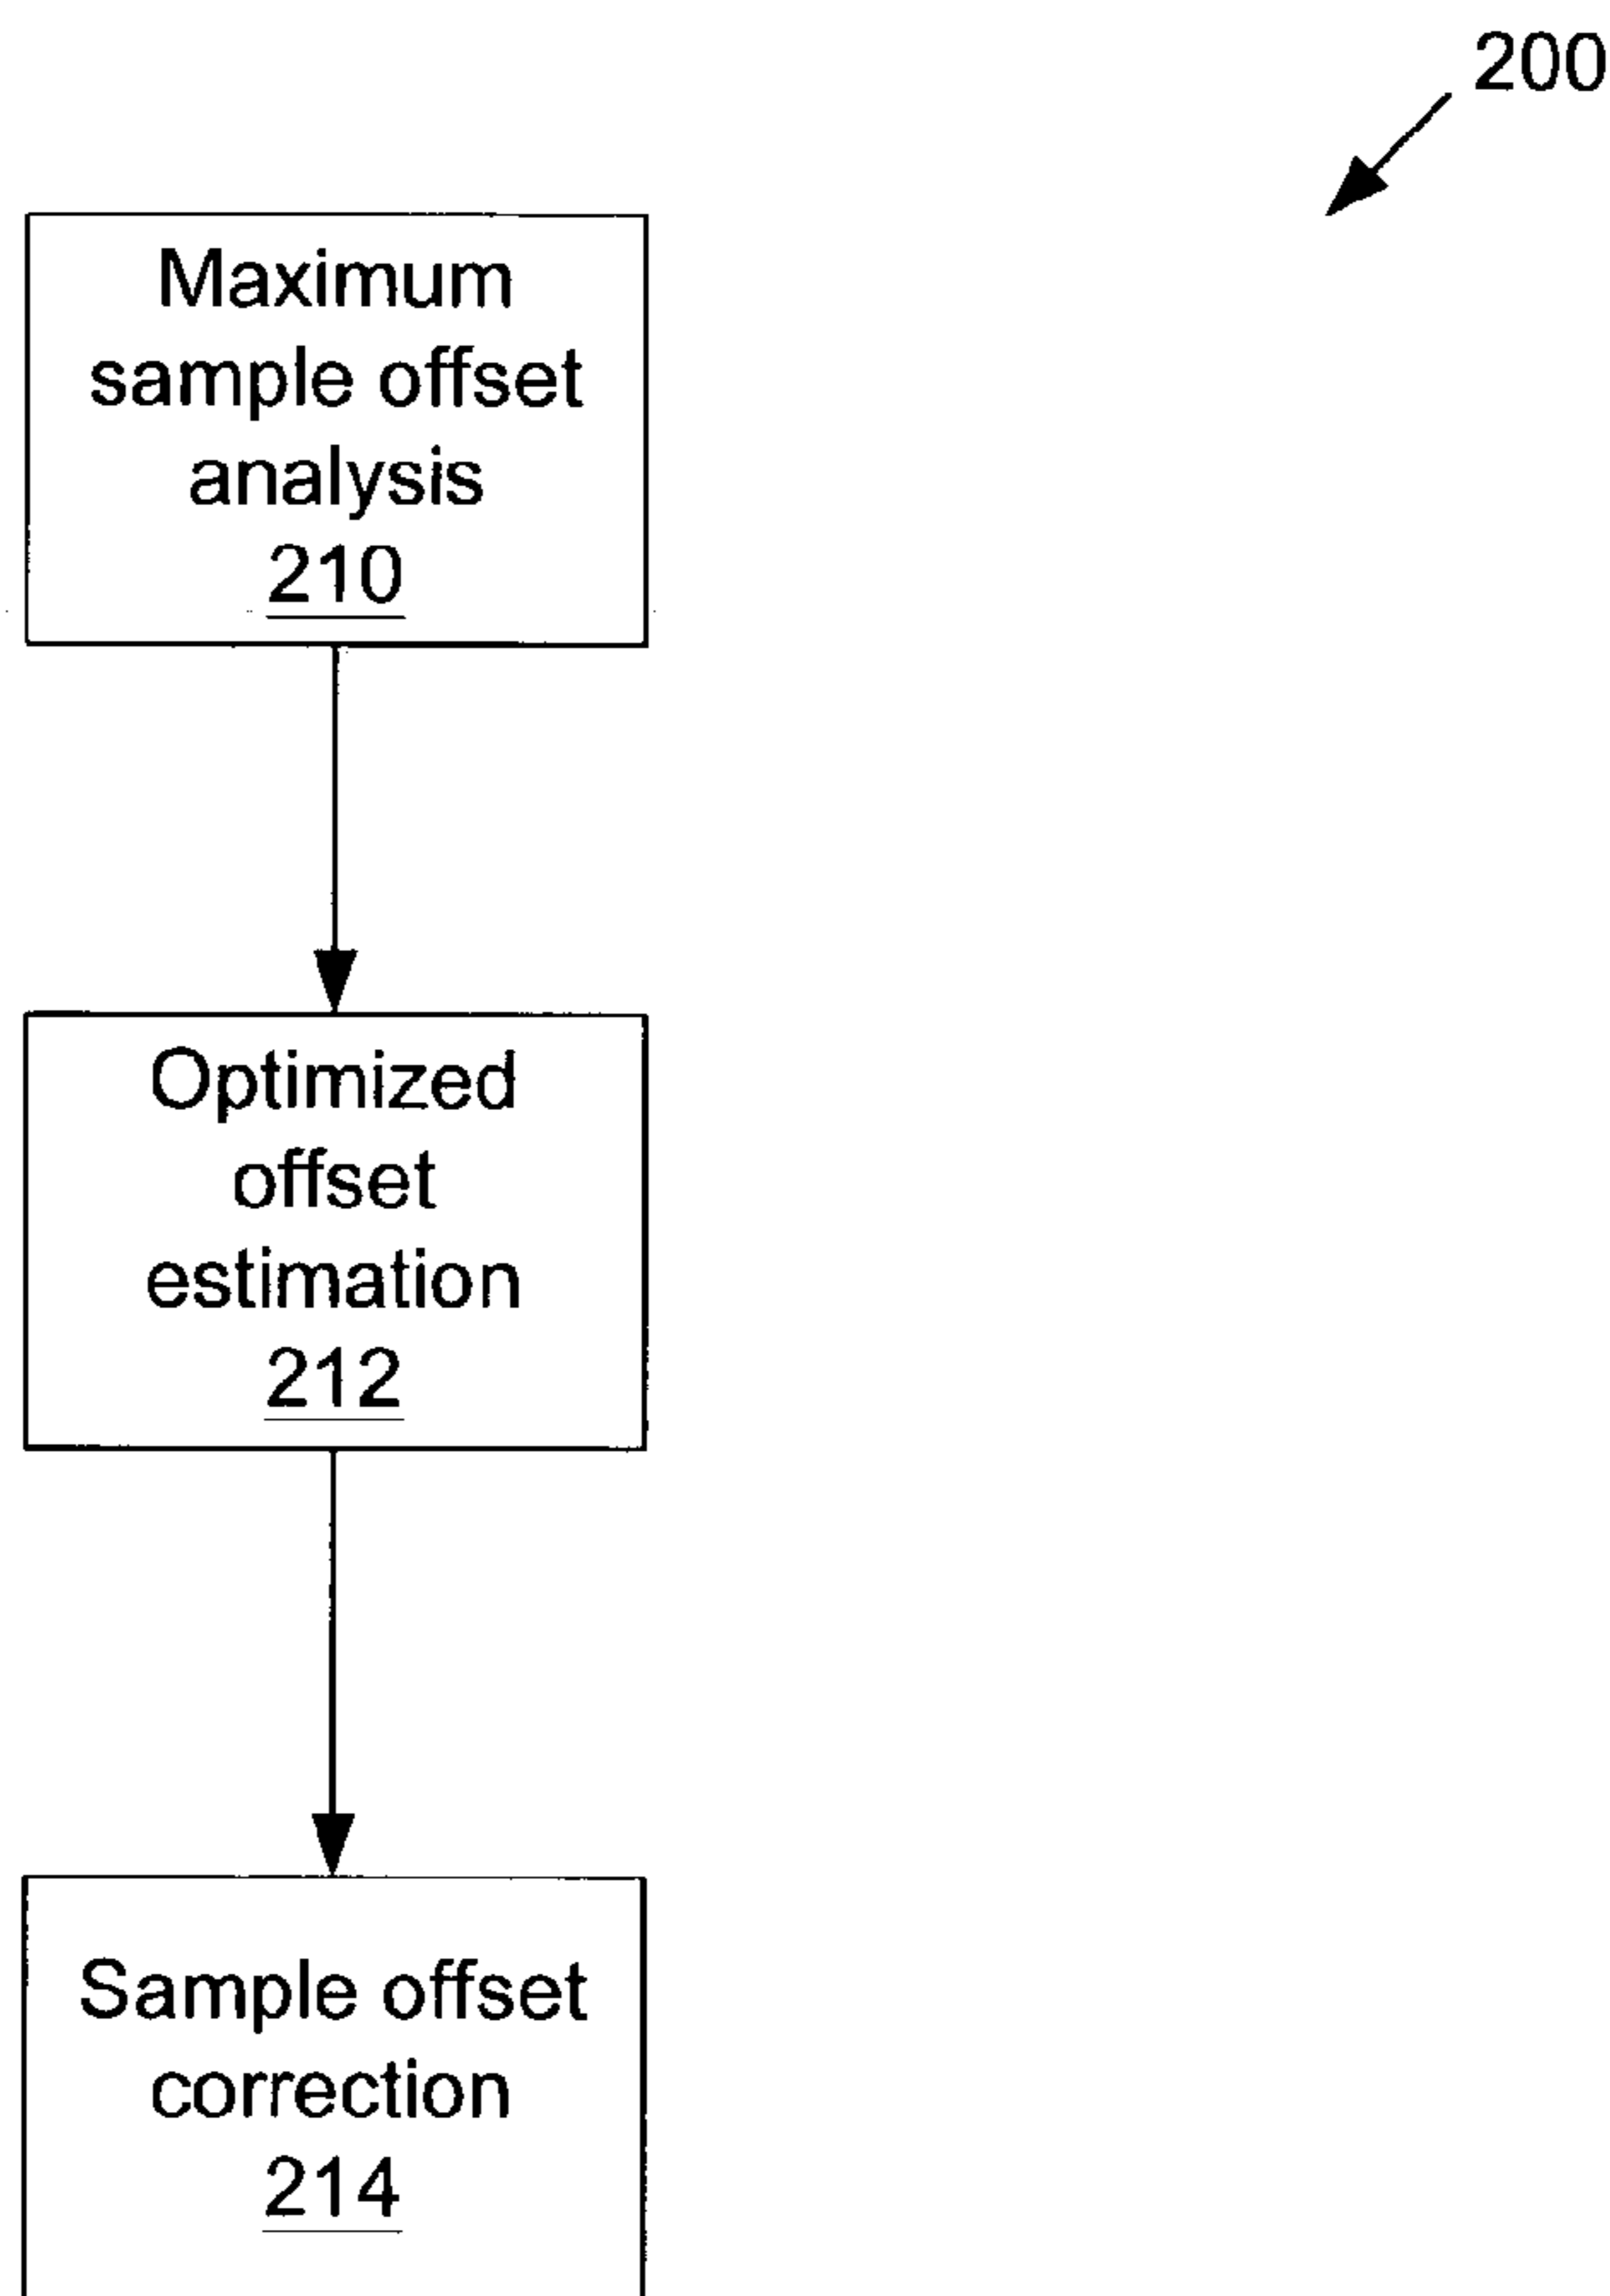 200
Maximum
sample offset
analysis
210
Optimized
offset
estimation
212
Sample offset
correction
214